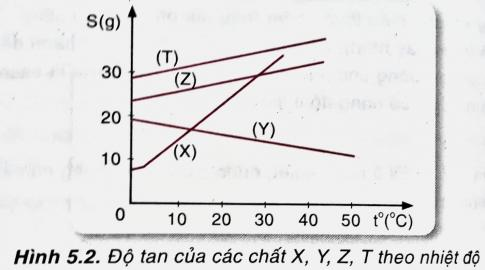 S(g)
(T)
30
(Z)
20
(Y)
10
(X)
0
10 20 30 40 50 t°(°C)
Hình 5.2. Độ tan của các chất X, Y, Z, T theo nhiệt độ